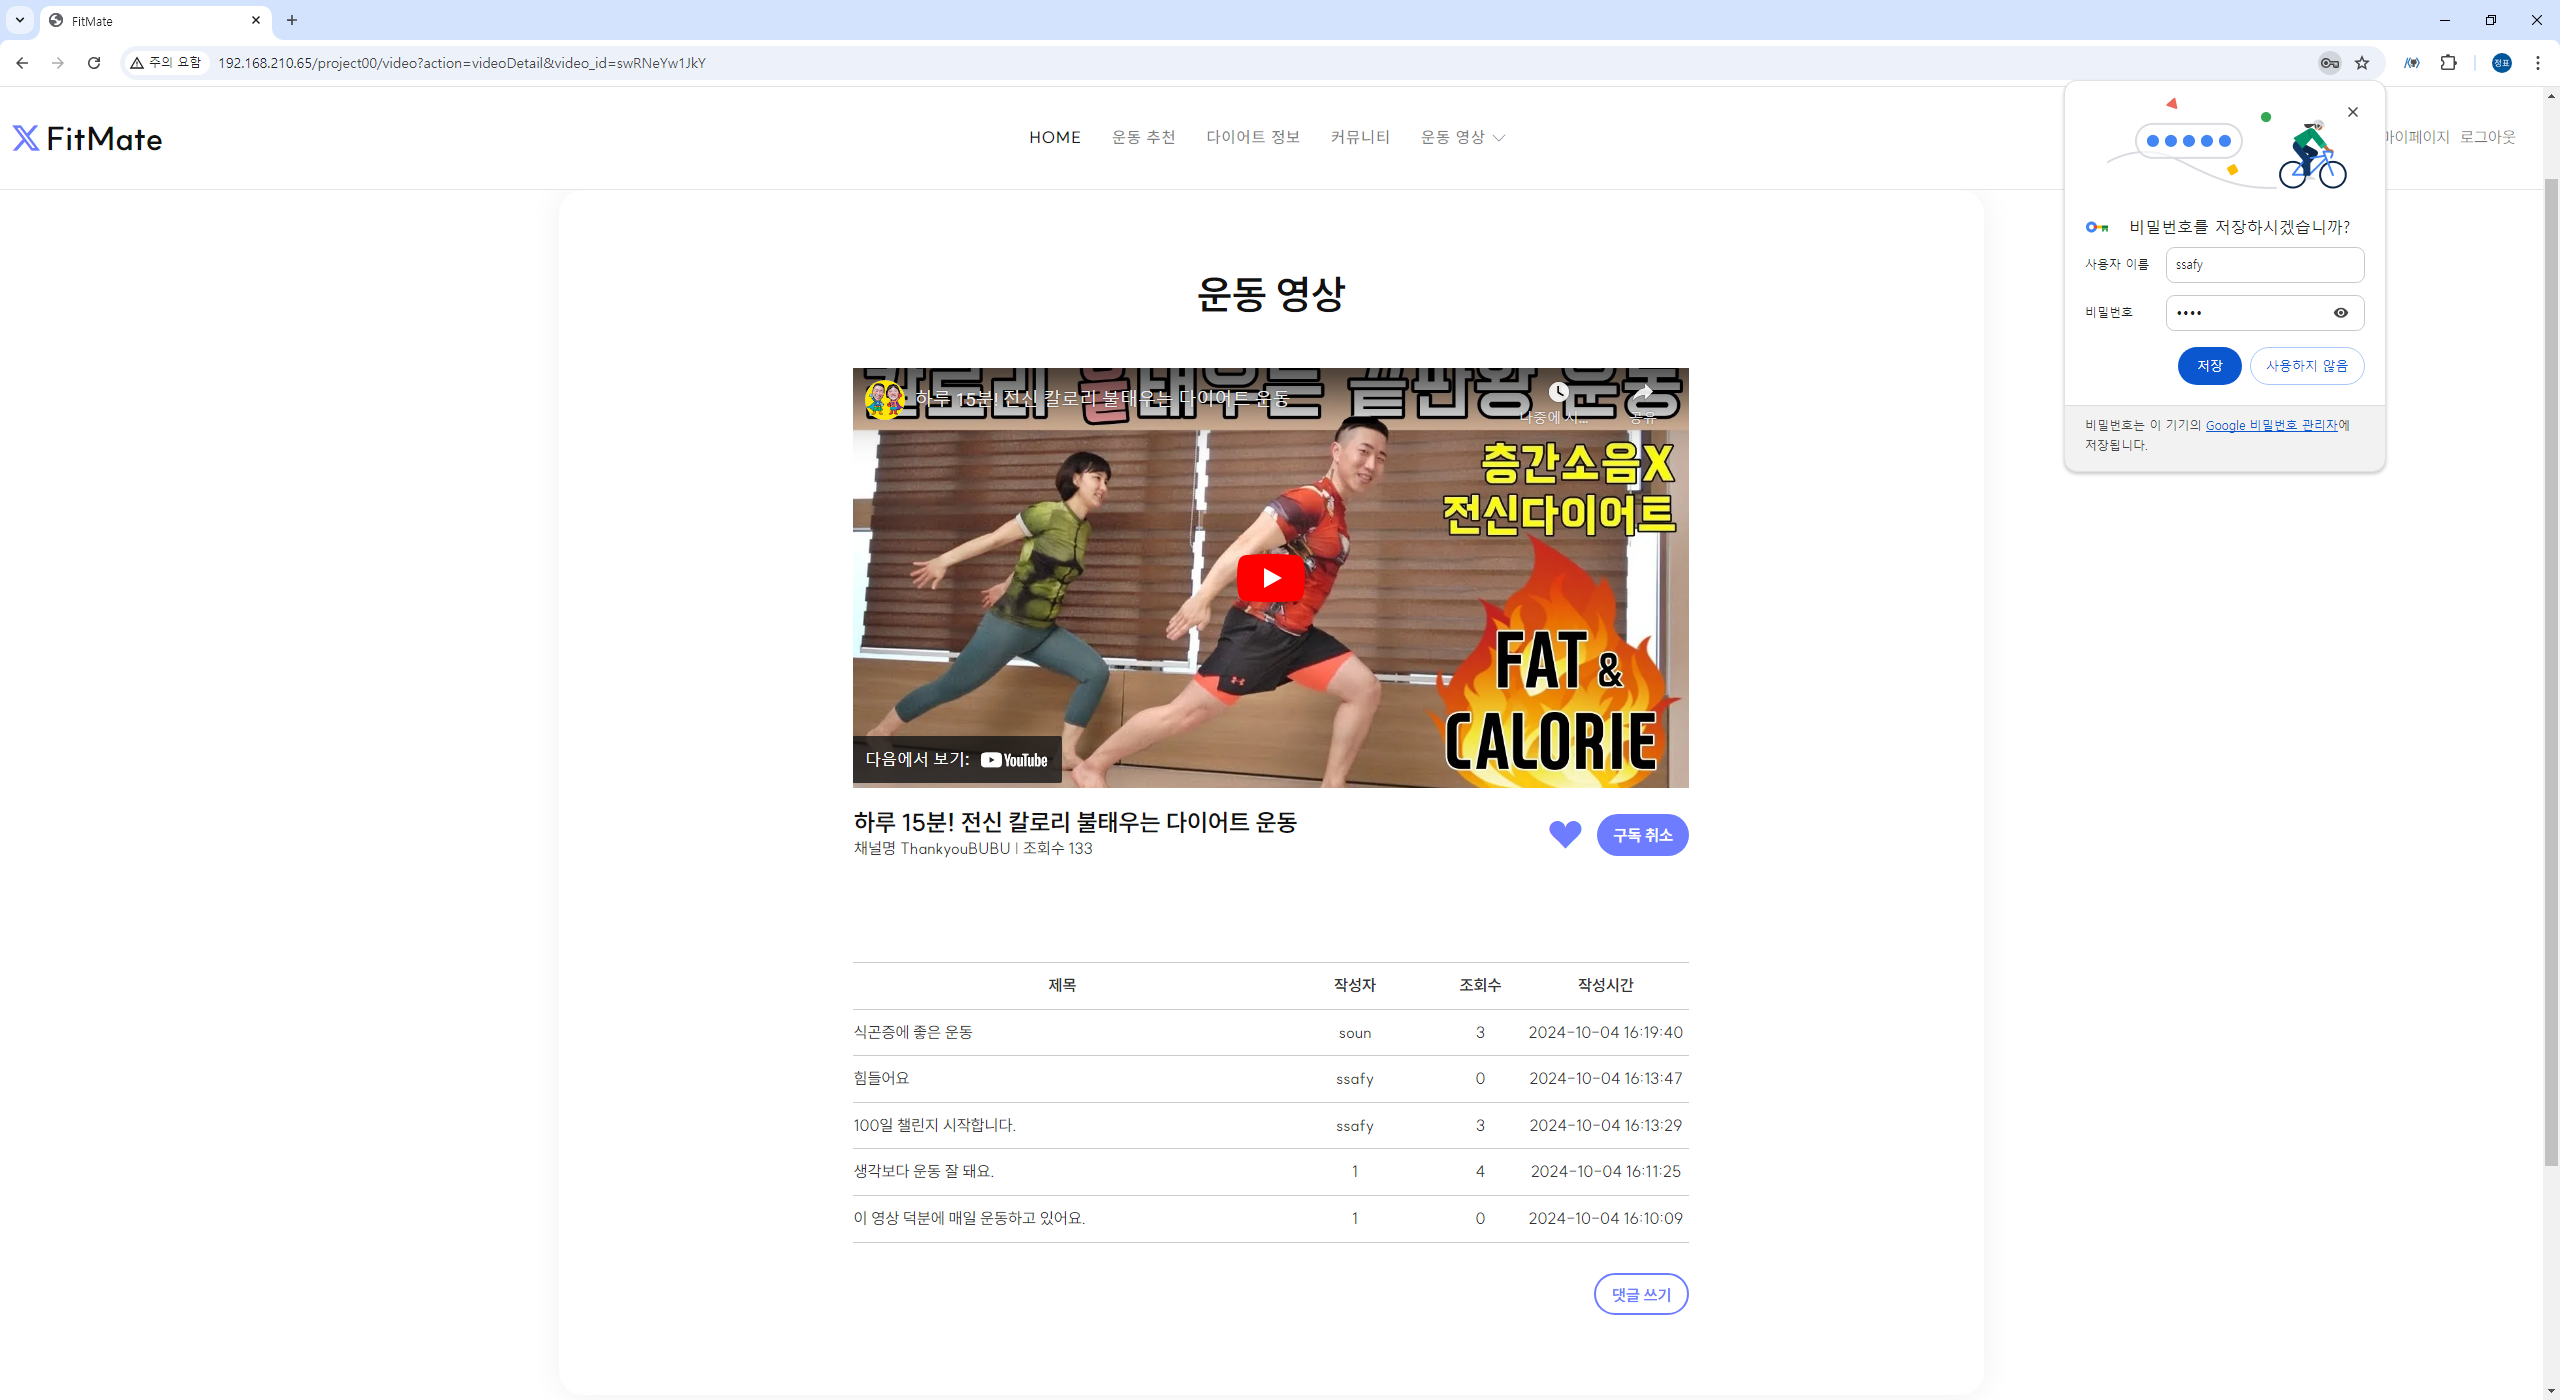 FitMate
주의 요함
192.168.210.65/project00/video?action=videoDetail&video_id=swRNeYw1JkY
정표
FitMate
HOME
운동 추천
다이어트 정보
커뮤니티
운동 영상
마이페이지
로그아웃
비밀번호를 저장하시겠습니까?
사용자 이름
ssafy
비밀번호
••••
저장
사용하지 않음
비밀번호는 이 기기의 Google 비밀번호 관리자에
저장됩니다.
운동 영상
칼로리 불태우는 끝판왕 운동
하루 15분! 전신 칼로리 불태우는 다이어트 운동
나중에 시...
공유
층간소음X
전신다이어트
FAT &
CALORIE
다음에서 보기: YouTube
하루 15분! 전신 칼로리 불태우는 다이어트 운동
채널명 ThankyouBUBU | 조회수 133
구독 취소
제목 작성자 조회수 작성시간
식곤증에 좋은 운동 soun 3 2024-10-04 16:19:40
힘들어요 ssafy 0 2024-10-04 16:13:47
100일 챌린지 시작합니다. ssafy 3 2024-10-04 16:13:29
생각보다 운동 잘 돼요. 1 4 2024-10-04 16:11:25
이 영상 덕분에 매일 운동하고 있어요. 1 0 2024-10-04 16:10:09
댓글 쓰기